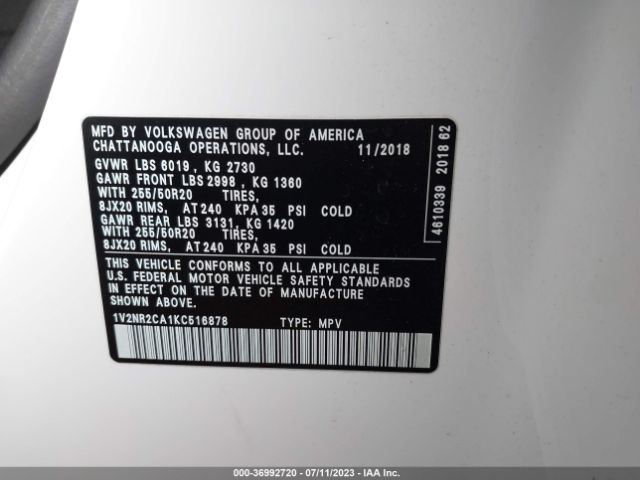 MFD BY VOLKSWAGEN GROUP OF AMERICA
CHATTANOOGA OPERATIONS, LLC. 11/2018
GVWR LBS 6019 , KG 2730
GAWR FRONT LBS 2998 , KG 1360
WITH 255/50R20 TIRES,
8JX20 RIMS, AT 240 KPA 35 PSI COLD
GAWR REAR LBS 3131, KG 1420
WITH 255/50R20 TIRES,
8JX20 RIMS, AT 240 KPA 35 PSI COLD
THIS VEHICLE CONFORMS TO ALL APPLICABLE
U.S. FEDERAL MOTOR VEHICLE SAFETY STANDARDS
IN EFFECT ON THE DATE OF MANUFACTURE
SHOWN ABOVE.
1V2NR2CA1KC516878 TYPE: MPV
4610339 2018 62
000-36992720 - 07/11/2023 - IAA Inc.